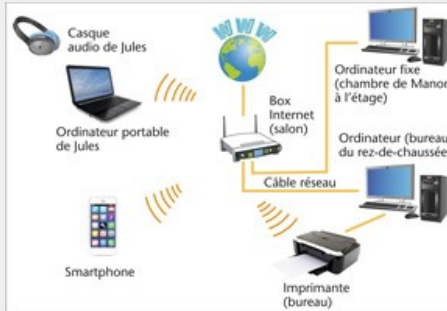 Casque
audio de Jules
WWW
Ordinateur portable
de Jules
Box
Internet
(salon)
Ordinateur fixe
(chambre de Manon
à l'étage)
Ordinateur (bureau
du rez-de-chaussée
Câble réseau
Smartphone
Imprimante
(bureau)